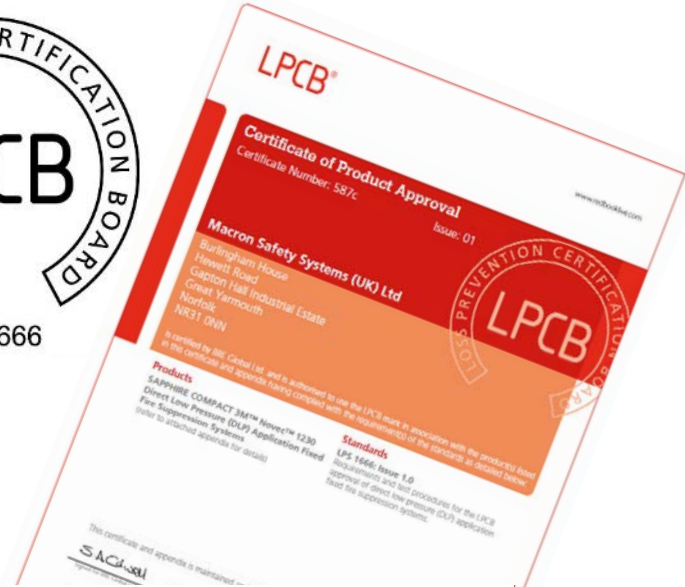 RTIFICATION BOARD
CB
666
LPCB®
www.redbooklive.com
Certificate of Product Approval
Certificate Number: 587c
Issue: 01
Macron Safety Systems (UK) Ltd
Burlingham House
Hewett Road
Gapton Hall Industrial Estate
Great Yarmouth
Norfolk
NR31 0NN
LOSS PREVENTION CERTIFICATION BOARD
LPCB
is certified by BRE Global Ltd. and is authorised to use the LPCB mark in association with the product(s) listed
in this certificate and appendix having complied with the requirement(s) of the standards as detailed below:
Products
SAPPHIRE COMPACT 3M™ Novec™ 1230
Direct Low Pressure (DLP) Application Fixed
Fire Suppression Systems
(refer to attached appendix for details)
Standards
LPS 1666: Issue 1.0
Requirements and test procedures for the LPCB
approval of direct low pressure (DLP) application
fixed fire suppression systems.
This certificate and appendix is maintained